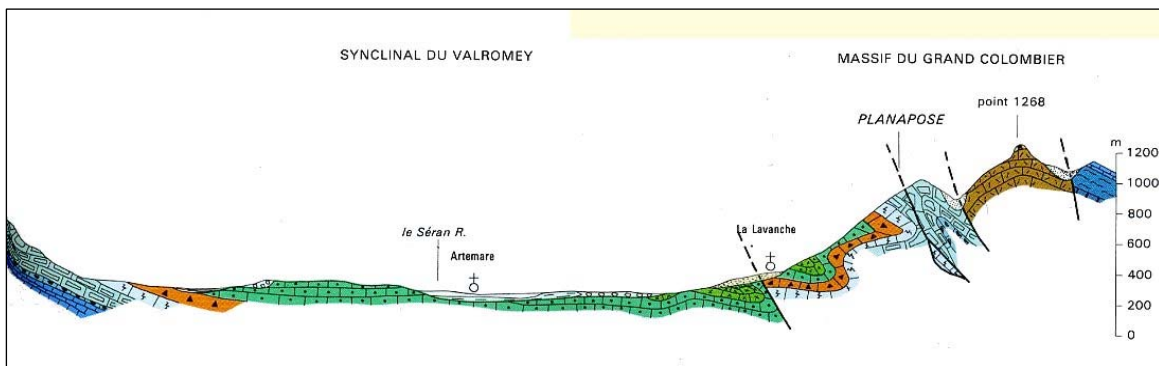 SYNCLINAL DU VALROMEY
MASSIF DU GRAND COLOMBIER
point 1268
PLANAPOSE
m
1200
1000
800
600
400
200
0
le Séran R.
Artemare
La Lavanche